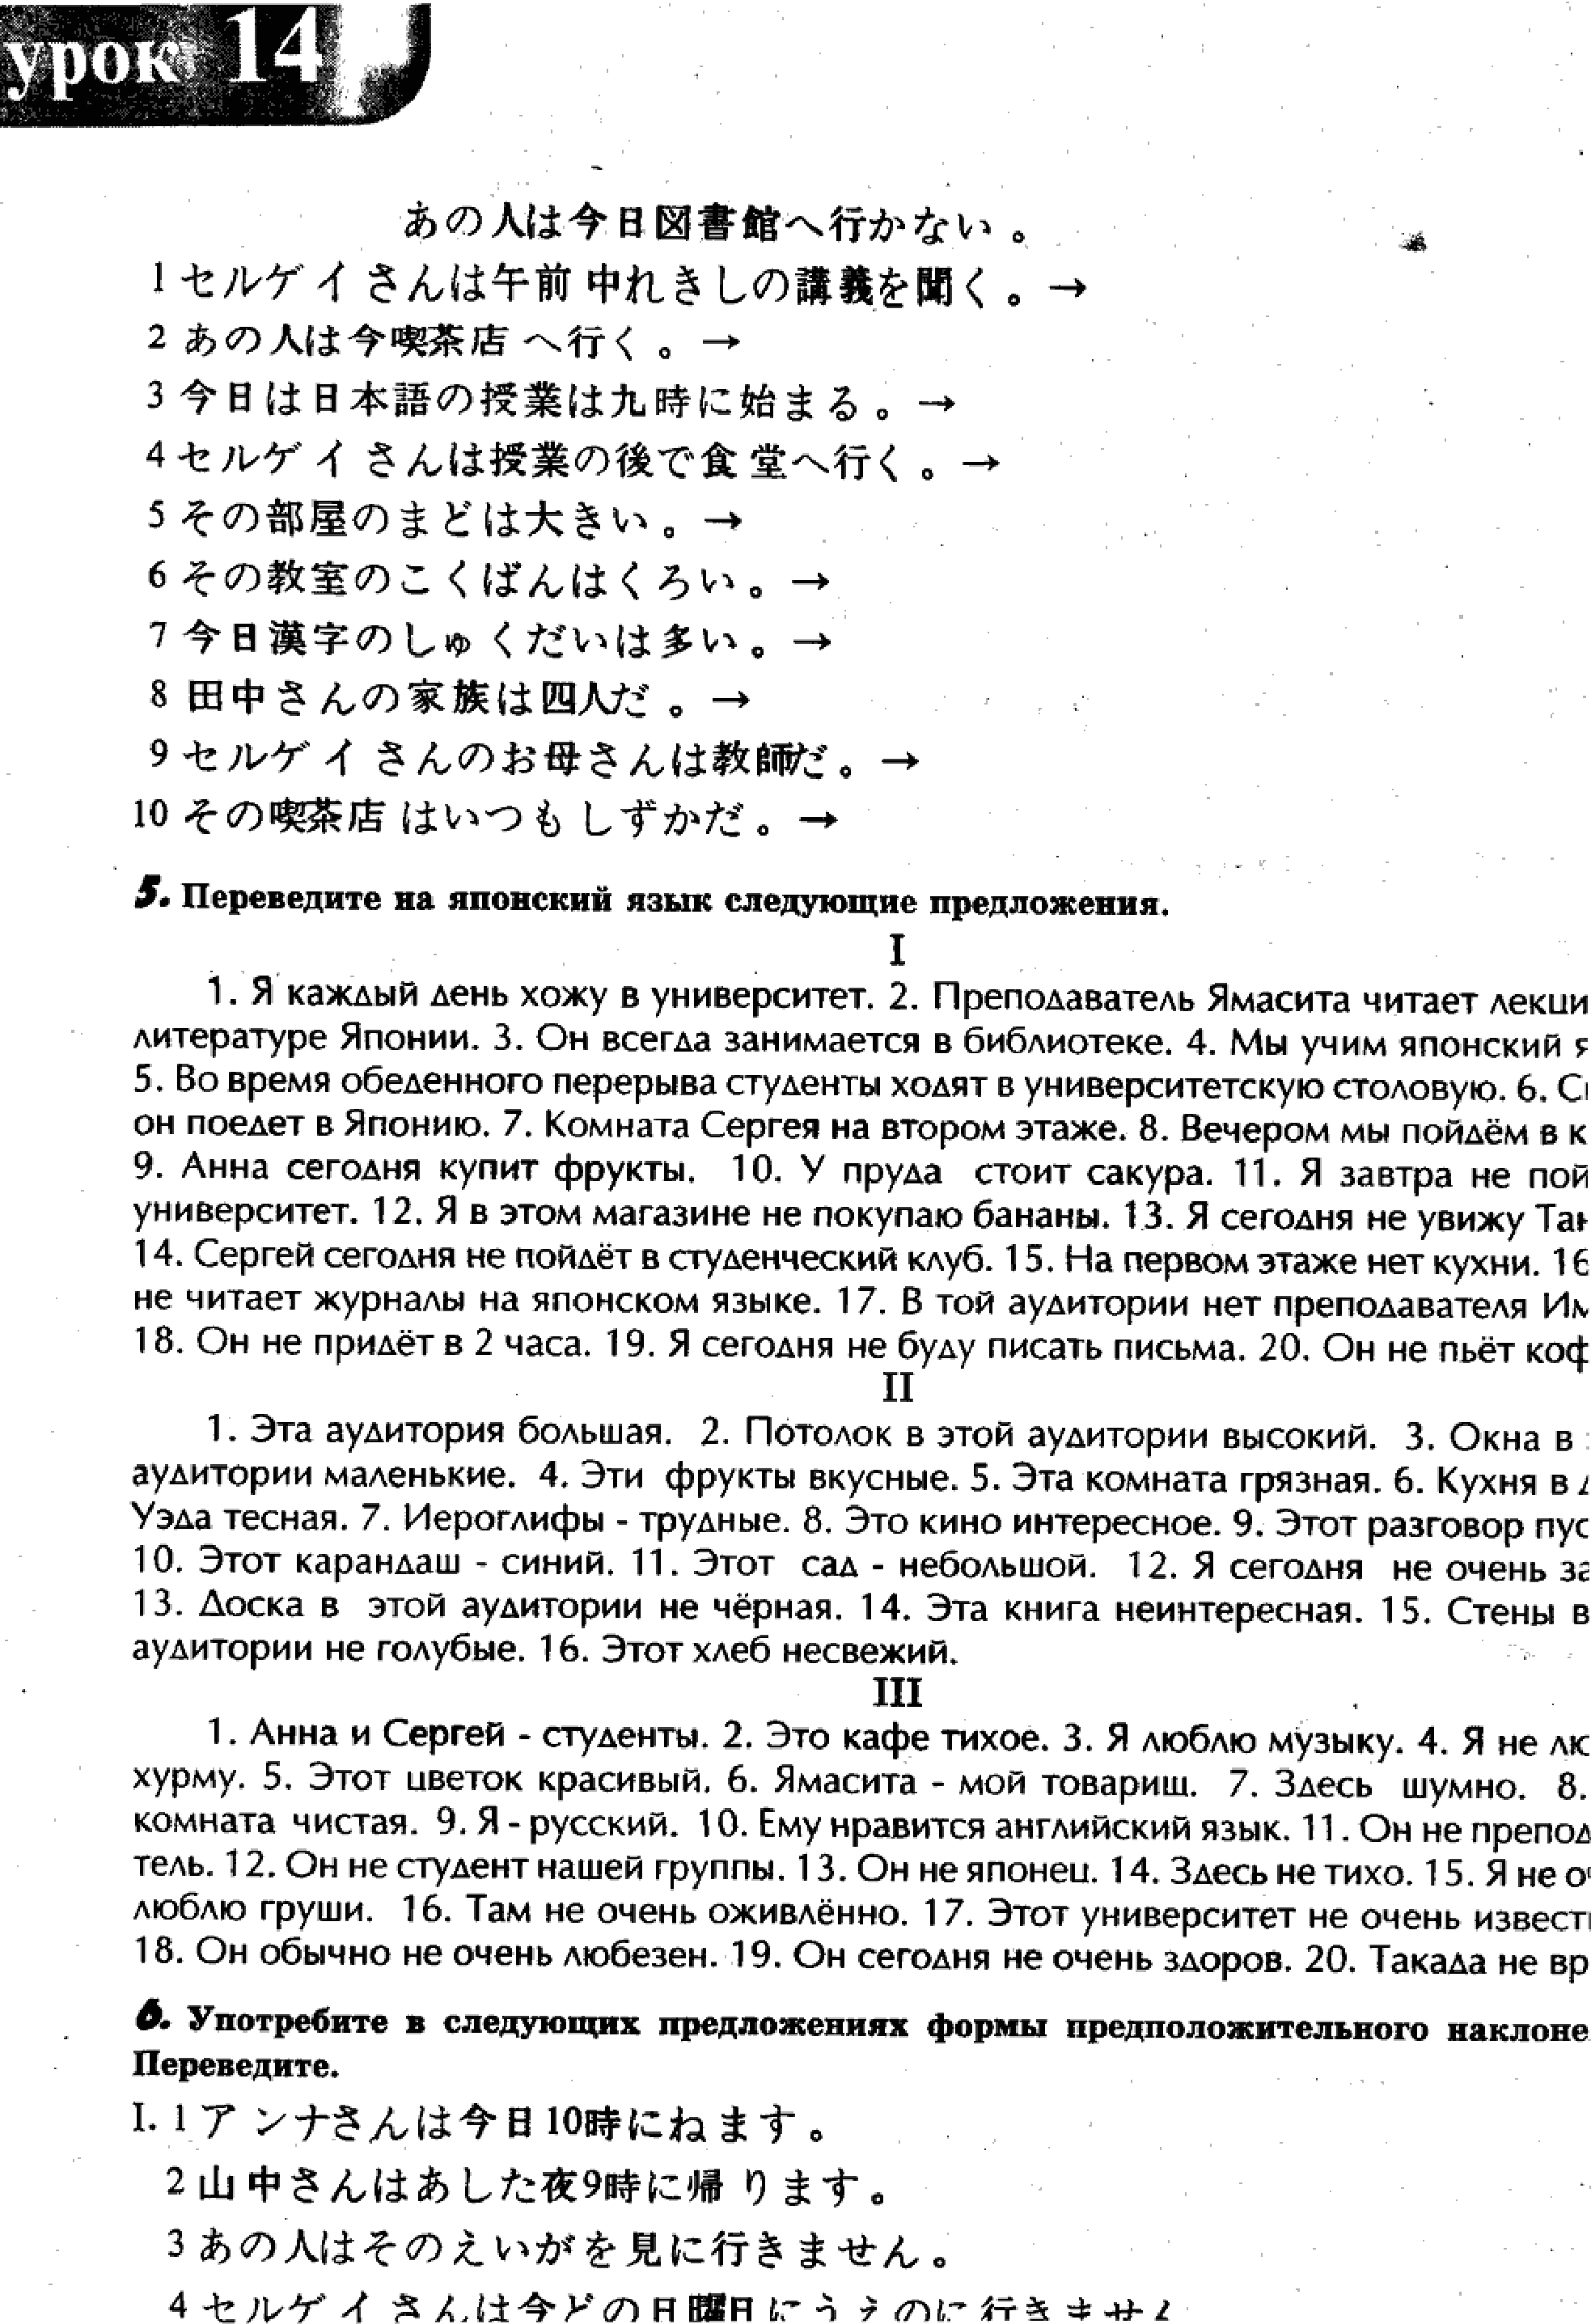 урок 14
あの人は今日図書館へ行かない。
1 セルゲイさんは午前中れきしの講義を聞く。→
2 あの人は今喫茶店へ行く。→
3 今日は日本語の授業は九時に始まる。→
4 セルゲイさんは授業の後で食堂へ行く。→
5 その部屋のまどは大きい。→
6 その教室のこくばんはくろい。→
7 今日漢字のしゅくだいは多い。→
8 田中さんの家族は四人だ。→
9 セルゲイさんのお母さんは教師だ。→
10 その喫茶店はいつもしずかだ。→
5. Переведите на японский язык следующие предложения.
I
1. Я каждый день хожу в университет. 2. Преподаватель Ямасита читает лекци
литературе Японии. 3. Он всегда занимается в библиотеке. 4. Мы учим японский
5. Во время обеденного перерыва студенты ходят в университетскую столовую. 6.
он поедет в Японию. 7. Комната Сергея на втором этаже. 8. Вечером мы пойдём в к
9. Анна сегодня купит фрукты. 10. У пруда стоит сакура. 11. Я завтра не пой
университет. 12. Я в этом магазине не покупаю бананы. 13. Я сегодня не увижу
14. Сергей сегодня не пойдёт в студенческий клуб. 15. На первом этаже нет кухни. 16
не читает журналы на японском языке. 17. В той аудитории нет преподавателя
18. Он не придёт в 2 часа. 19. Я сегодня не буду писать письма. 20. Он не пьёт коф
II
1. Эта аудитория большая. 2. Потолок в этой аудитории высокий. 3. Окна в
аудитории маленькие. 4. Эти фрукты вкусные. 5. Эта комната грязная. 6. Кухня в
Уэда тесная. 7. Иероглифы - трудные. 8. Это кино интересное. 9. Этот разговор пус
10. Этот карандаш - синий. 11. Этот сад - небольшой. 12. Я сегодня не очень за
13. Доска в этой аудитории не чёрная. 14. Эта книга неинтересная. 15. Стены в
аудитории не голубые. 16. Этот хлеб несвежий.
III
1. Анна и Сергей - студенты. 2. Это кафе тихое. 3. Я люблю музыку. 4. Я не лю
хурму. 5. Этот цветок красивый. 6. Ямасита - мой товарищ. 7. Здесь шумно. 8.
комната чистая. 9. Я - русский. 10. Ему нравится английский язык. 11. Он не препод
тель. 12. Он не студент нашей группы. 13. Он не японец. 14. Здесь не тихо. 15. Я не о
люблю груши. 16. Там не очень оживлённо. 17. Этот университет не очень извест
18. Он обычно не очень любезен. 19. Он сегодня не очень здоров. 20. Такада не вр
6. Употребите в следующих предложениях формы предположительного наклоне
Переведите.
I. 1 アンナさんは今日10時にねます。
2 山中さんはあした夜9時に帰ります。
3 あの人はそのえいがを見に行きません。
4 セルゲイさんは今どの日曜日にうえのに行きません